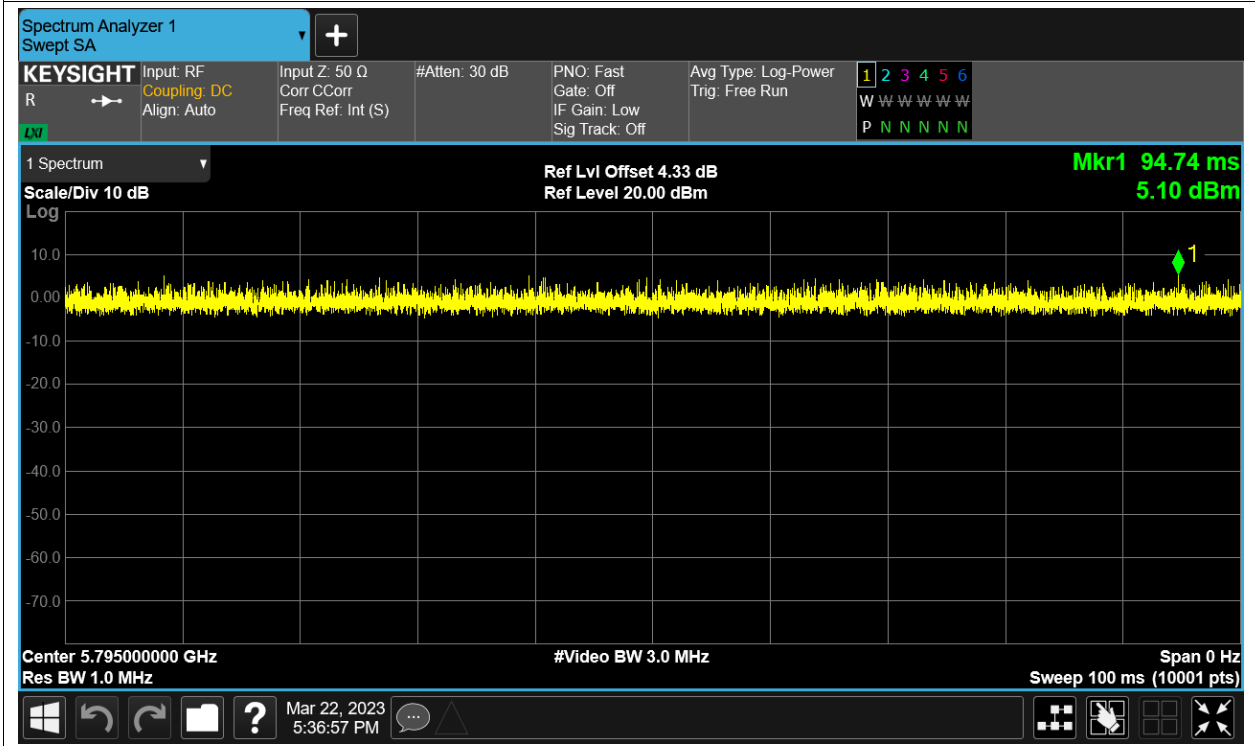 Spectrum Analyzer 1
Swept SA
KEYSIGHT
R
LXI
Input: RF
Coupling: DC
Align: Auto
Input Z: 50 Ω
Corr CCorr
Freq Ref: Int (S)
#Atten: 30 dB
PNO: Fast
Gate: Off
IF Gain: Low
Sig Track: Off
Avg Type: Log-Power
Trig: Free Run
1 2 3 4 5 6
W W W W W W
P N N N N N
1 Spectrum
Scale/Div 10 dB
Log
Ref Lvl Offset 4.33 dB
Ref Level 20.00 dBm
Mkr1 94.74 ms
5.10 dBm
1
10.0
0.00
-10.0
-20.0
-30.0
-40.0
-50.0
-60.0
-70.0
Center 5.795000000 GHz
Res BW 1.0 MHz
#Video BW 3.0 MHz
Span 0 Hz
Sweep 100 ms (10001 pts)
?
Mar 22, 2023
5:36:57 PM